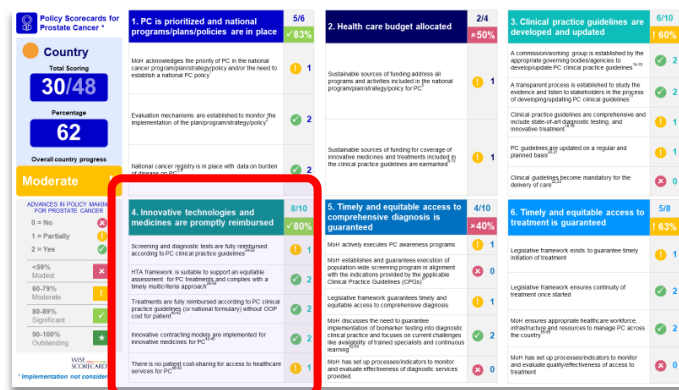 Policy Scorecards for
Prostate Cancer *
Country
Total Scoring
30/48
Percentage
62
Overall country progress
Moderate
ADVANCES IN POLICY MAKING
FOR PROSTATE CANCER
0 = No
1 = Partially
2 = Yes
<59%
Modest
60-79%
Moderate
80-89%
Significant
90-100%
Outstanding
WISE
SCORECARD
* Implementation not considered
1. PC is prioritized and national
programs/plans/policies are in place
5/6
83%
MoH acknowledges the priority of PC in the national
cancer program/plan/strategy/policy and/or the need to
establish a national PC policy
1
Evaluation mechanisms are established to monitor the
implementation of the plan/program/strategy/policy
2
National cancer registry is in place with data on burden
of disease on PC
2
2. Health care budget allocated
2/4
50%
Sustainable sources of funding address all
programs and activities included in the national
program/plan/strategy/policy for PC
1
Sustainable sources of funding for coverage of
innovative medicines and treatments included in
the clinical practice guidelines are earmarked
1
3. Clinical practice guidelines are
developed and updated
6/10
! 60%
A commission/working group is established by the
appropriate governing bodies/agencies to
develop/update PC clinical practice guidelines
2
A transparent process is established to study the
evidence and listen to stakeholders in the progress
of developing/updating PC clinical guidelines
2
Clinical practice guidelines are comprehensive and
include state-of-art diagnostic testing, and
innovative treatment
1
PC guidelines are updated on a regular and
planned basis
1
Clinical guidelines become mandatory for the
delivery of care
0
4. Innovative technologies and
medicines are promptly reimbursed
8/10
80%
Screening and diagnostic tests are fully reimbursed
according to PC clinical practice guidelines
1
HTA framework is suitable to support an equitable
assessment for PC treatments and complies with a
timely multicriteria approach
2
Treatments are fully reimbursed according to PC clinical
practice guidelines (or national formulary) without OOP
cost for patient
2
Innovative contracting models are implemented for
innovative medicines for PC
2
There is no patient cost-sharing for access to healthcare
services for PC
1
5. Timely and equitable access to
comprehensive diagnosis is
guaranteed
4/10
40%
MoH actively executes PC awareness programs
1
MoH establishes and guarantees execution of
population-wide screening program in alignment
with the indications provided by the applicable
Clinical Practice Guidelines (CPGs)
0
Legislative framework guarantees timely and
equitable access to comprehensive diagnosis
1
MoH discusses the need to guarantee
implementation of biomarker testing into diagnostic
clinical practice and focuses on current challenges
like availability of trained specialists and continuous
learning
2
MoH has set up processes/indicators to monitor
and evaluate effectiveness of diagnostic services
provided
0
6. Timely and equitable access to
treatment is guaranteed
5/8
! 63%
Legislative framework exists to guarantee timely
initiation of treatment
1
Legislative framework ensures continuity of
treatment once started
2
MoH ensures appropriate healthcare workforce,
infrastructure and resources to manage PC across
the country
2
MoH has set up processes/indicators to monitor
and evaluate quality/effectiveness of access to
treatment
0